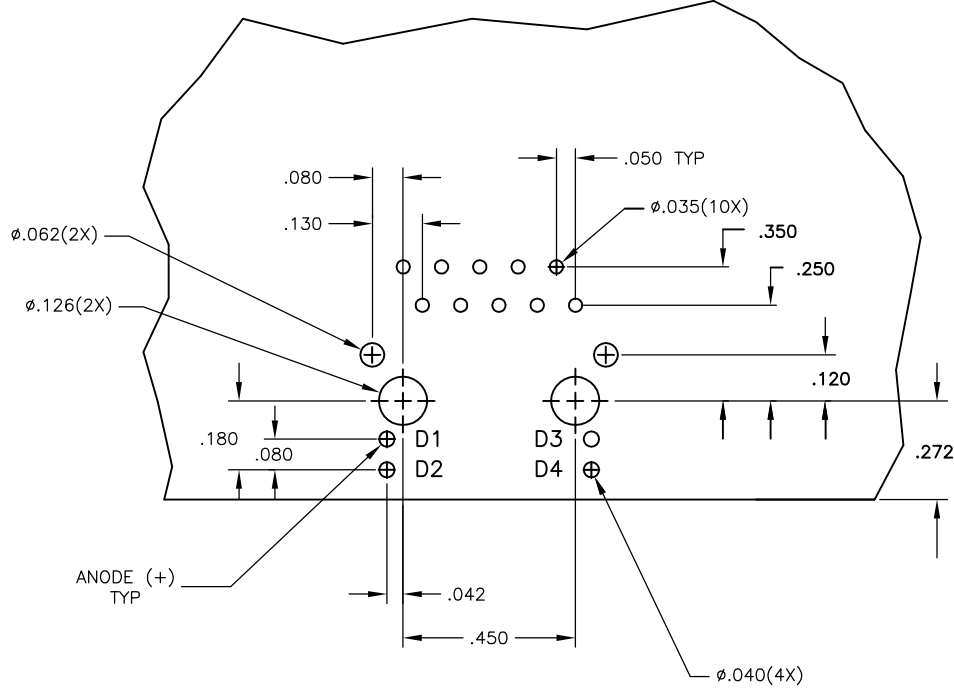 .050 TYP
.080
ø.035(10X)
.130
.350
ø.062(2X)
.250
ø.126(2X)
.120
.180
D1
D3
.080
.272
D2
D4
ANODE (+)
TYP
.042
.450
ø.040(4X)